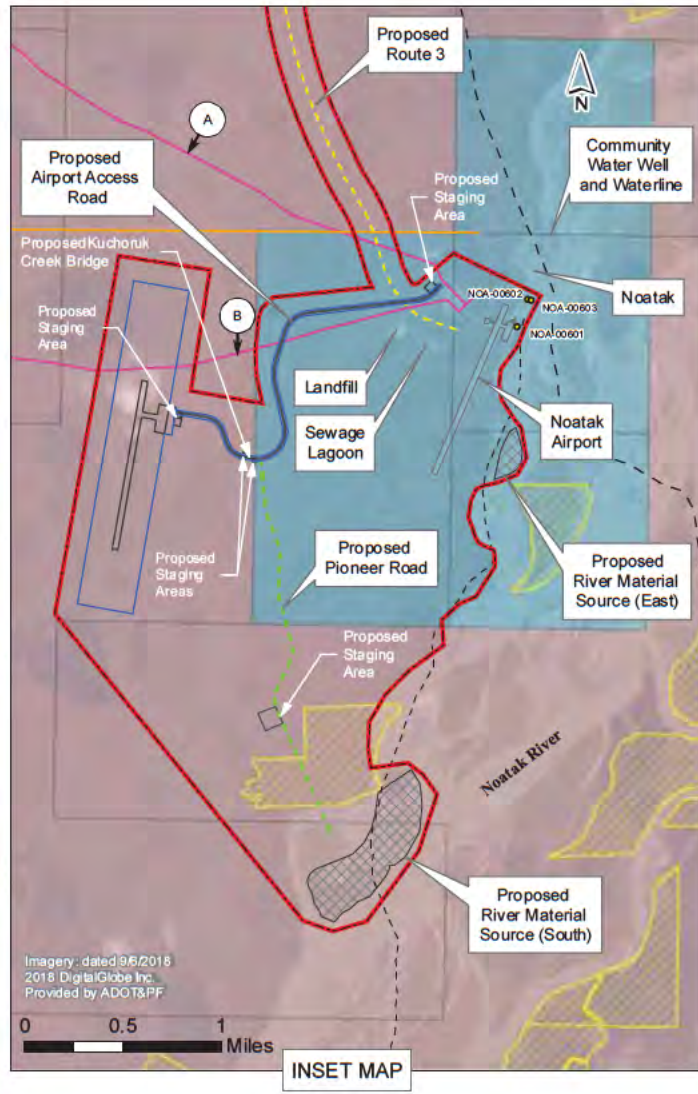 Proposed
Route 3
N
A
Proposed
Airport Access
Road
Proposed
Staging
Area
Community
Water Well
and Waterline
Proposed Kuchoruk
Creek Bridge
Noatak
NOA-00602
NOA-00603
NOA-00601
Proposed
Staging
Area
B
Landfill
Sewage
Lagoon
Noatak
Airport
Proposed
Staging
Areas
Proposed
Pioneer Road
Proposed
River Material
Source (East)
Proposed
Staging
Area
Noatak River
Proposed
River Material
Source (South)
Imagery: dated 9/6/2018
2018 DigitalGlobe Inc.
Provided by ADOT&PF
0 0.5 1
Miles
INSET MAP